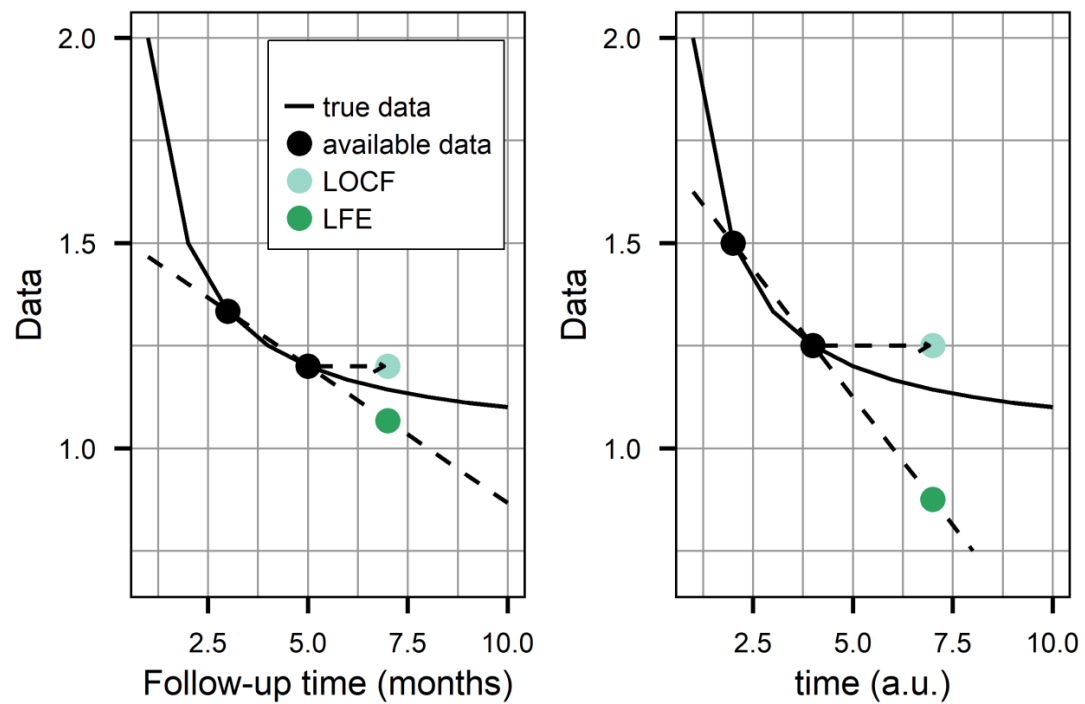 2.0
1.5
1.0
Data
true data
available data
LOCF
LFE
2.5 5.0 7.5 10.0
Follow-up time (months)
2.0
1.5
1.0
Data
2.5 5.0 7.5 10.0
time (a.u.)